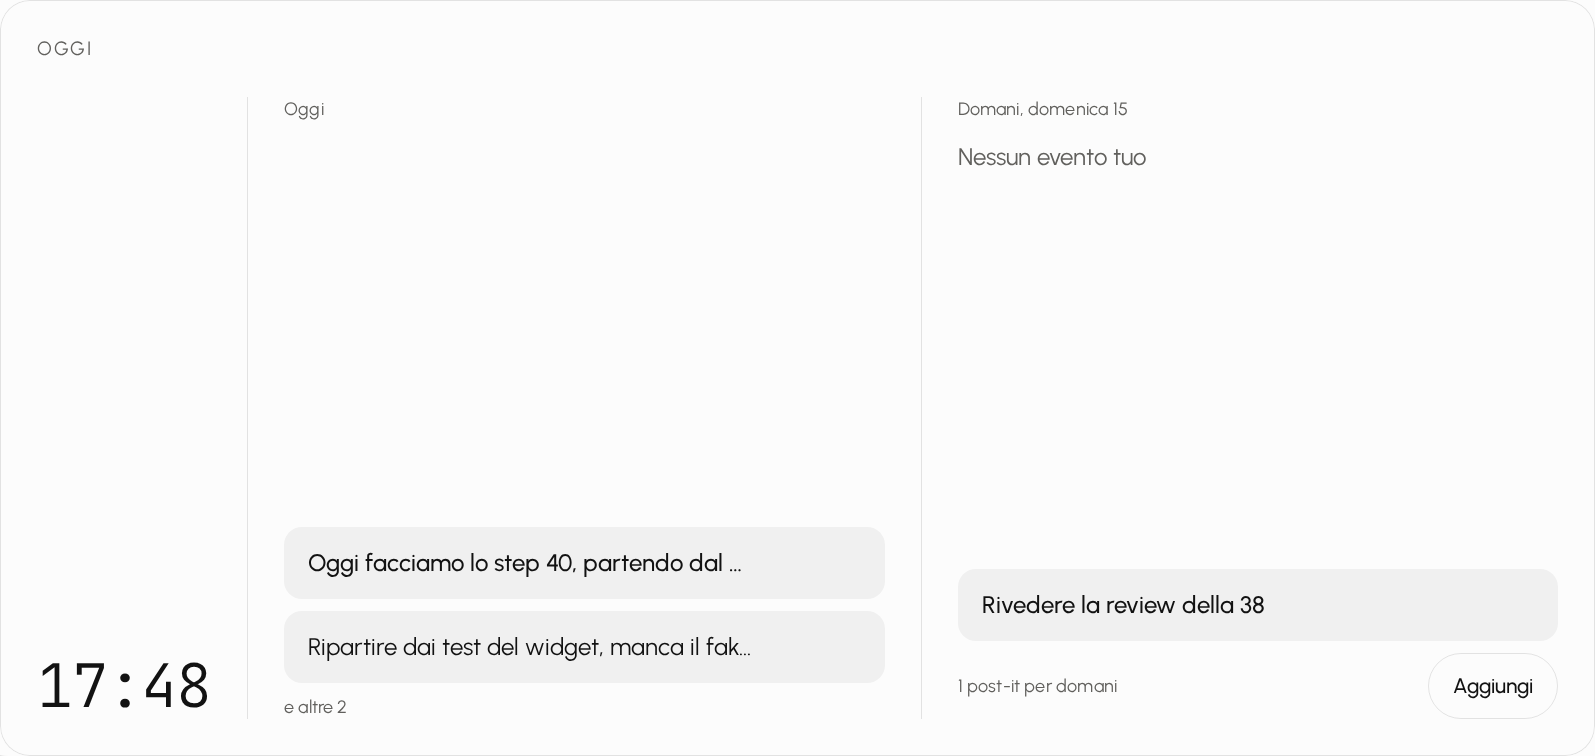 OGGI
17:48
Oggi
Oggi facciamo lo step 40, partendo dal ...
Ripartire dai test del widget, manca il fak...
e altre 2
Domani, domenica 15
Nessun evento tuo
Rivedere la review della 38
1 post-it per domani
Aggiungi